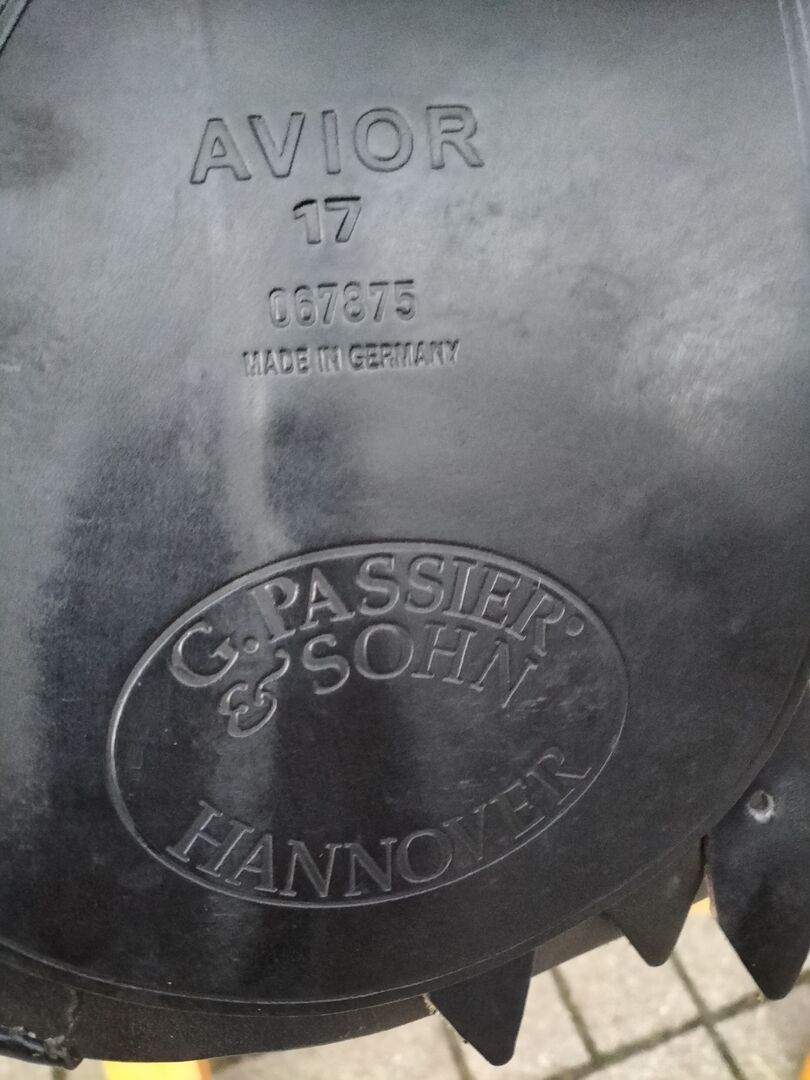 AVIOR
17
067875
MADE IN GERMANY
G. PASSIER
& SOHN
HANNOVER